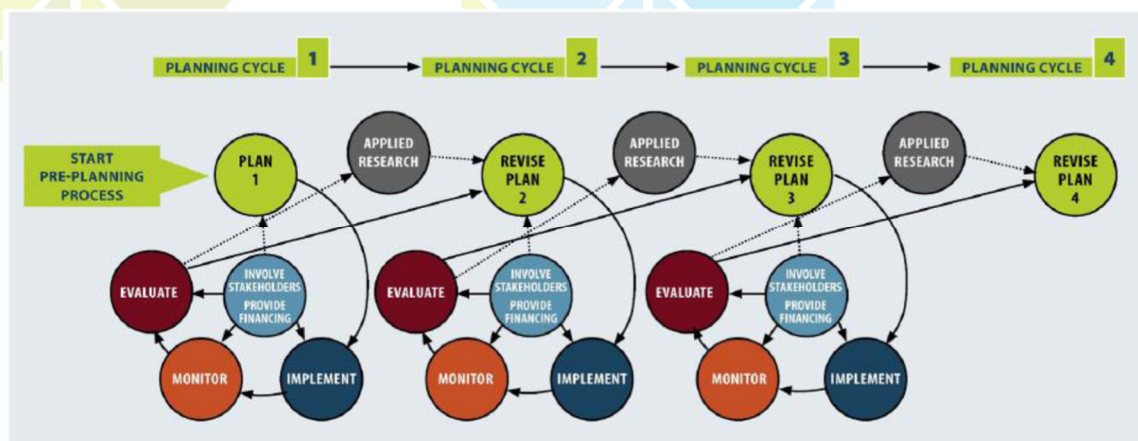 PLANNING CYCLE 1
PLANNING CYCLE 2
PLANNING CYCLE 3
PLANNING CYCLE 4
START
PRE-PLANNING
PROCESS
PLAN
1
APPLIED
RESEARCH
REVISE
PLAN
2
APPLIED
RESEARCH
REVISE
PLAN
3
APPLIED
RESEARCH
REVISE
PLAN
4
EVALUATE
INVOLVE
STAKEHOLDERS
PROVIDE
FINANCING
MONITOR
IMPLEMENT
EVALUATE
INVOLVE
STAKEHOLDERS
PROVIDE
FINANCING
MONITOR
IMPLEMENT
EVALUATE
INVOLVE
STAKEHOLDERS
PROVIDE
FINANCING
MONITOR
IMPLEMENT